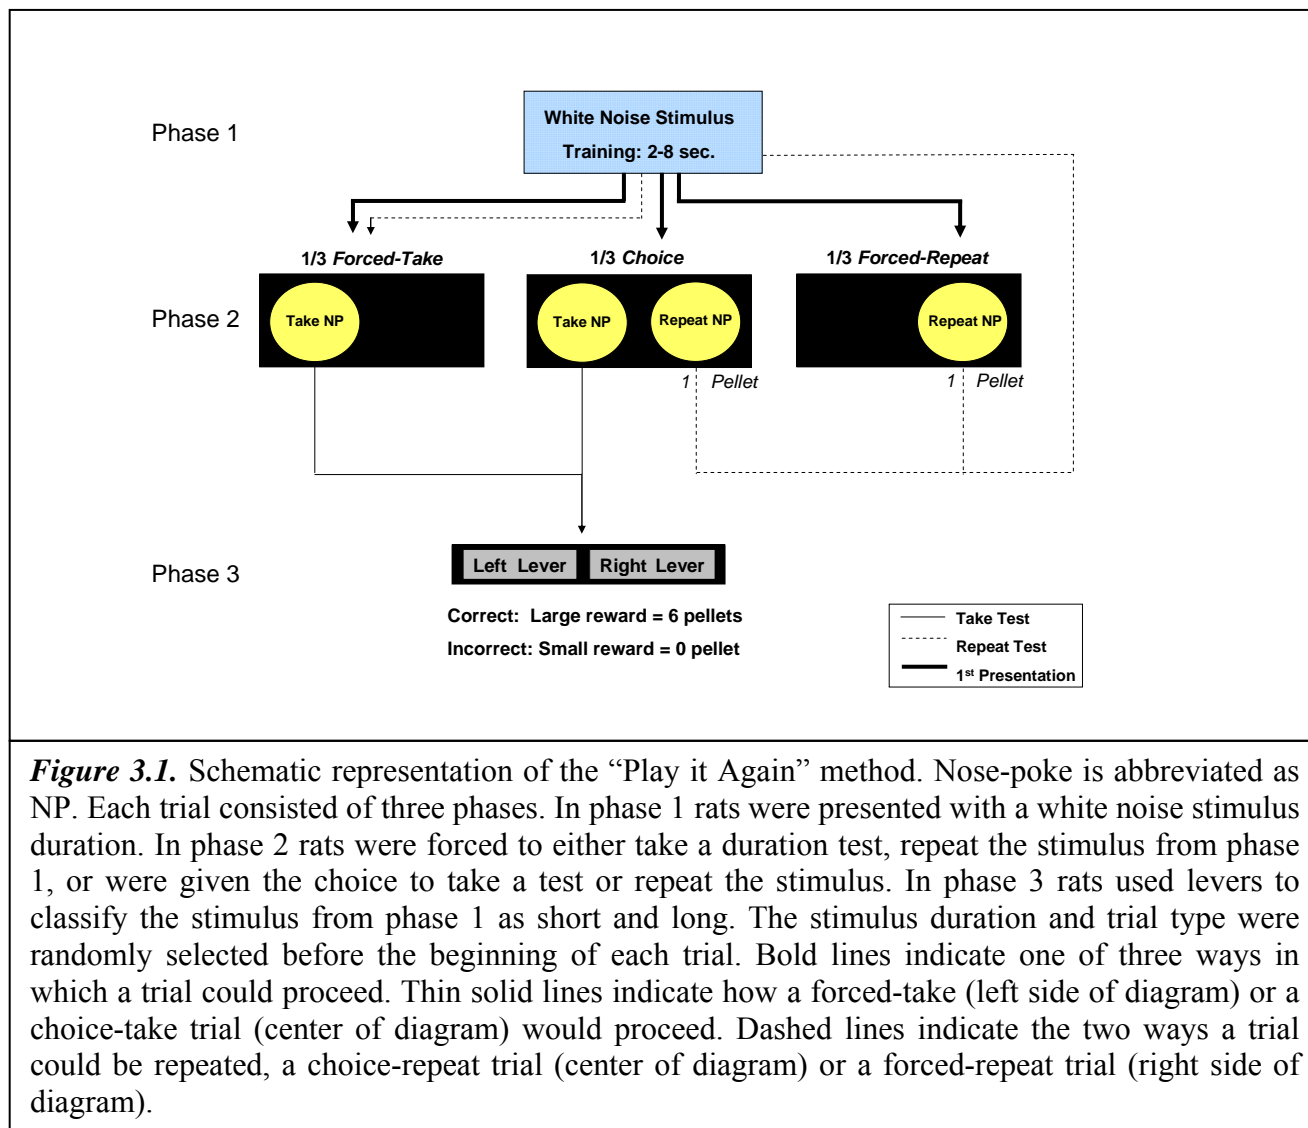 Phase 1
White Noise Stimulus
Training: 2-8 sec.
1/3 Forced-Take
1/3 Choice
1/3 Forced-Repeat
Phase 2
Take NP
Take NP
Repeat NP
Repeat NP
1 Pellet
1 Pellet
Phase 3
Left Lever
Right Lever
Correct: Large reward = 6 pellets
Incorrect: Small reward = 0 pellet
Take Test
Repeat Test
1st Presentation
Figure 3.1. Schematic representation of the “Play it Again” method. Nose-poke is abbreviated as
NP. Each trial consisted of three phases. In phase 1 rats were presented with a white noise stimulus
duration. In phase 2 rats were forced to either take a duration test, repeat the stimulus from phase
1, or were given the choice to take a test or repeat the stimulus. In phase 3 rats used levers to
classify the stimulus from phase 1 as short and long. The stimulus duration and trial type were
randomly selected before the beginning of each trial. Bold lines indicate one of three ways in
which a trial could proceed. Thin solid lines indicate how a forced-take (left side of diagram) or a
choice-take trial (center of diagram) would proceed. Dashed lines indicate the two ways a trial
could be repeated, a choice-repeat trial (center of diagram) or a forced-repeat trial (right side of
diagram).